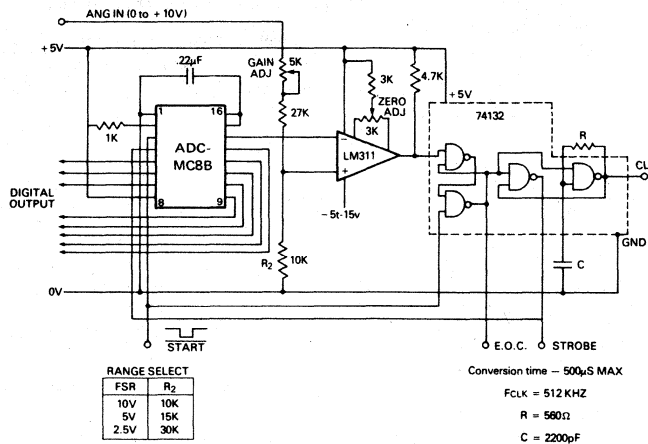 ANG IN (0 to + 10V)
+ 5V
.22µF
GAIN
ADJ
5K
3K
4.7K
+ 5V
1
16
27K
ZERO
ADJ
74132
1K
ADC-
MC8B
3K
R
−
LM311
+
CL
DIGITAL
OUTPUT
8
9
- 5t-15v
GND
R2
10K
C
0V
START
E.O.C.
STROBE
RANGE SELECT
FSR R2
10V 10K
5V 15K
2.5V 30K
Conversion time — 500µS MAX
FCLK = 512 KHZ
R = 560Ω
C = 2200pF